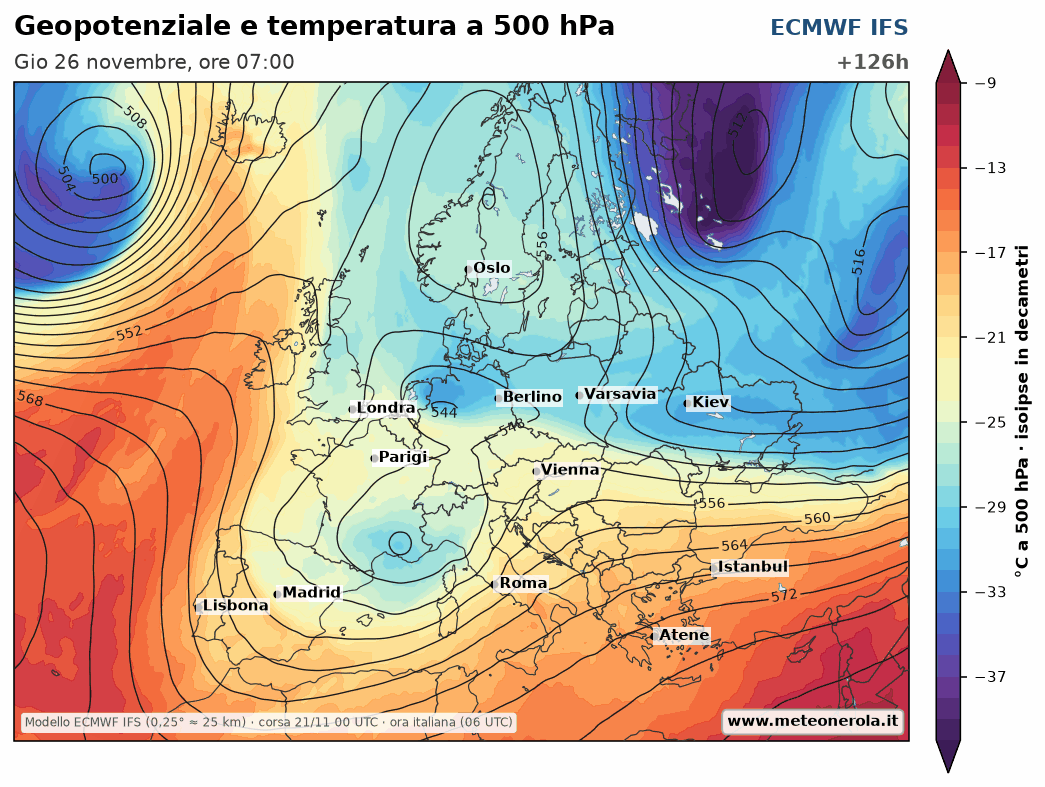 Geopotenziale e temperatura a 500 hPa
ECMWF IFS
Gio 26 novembre, ore 07:00
+126h
508
504
500
512
516
556
552
568
544
548
556
560
564
572
Oslo
Londra
Berlino
Varsavia
Kiev
Parigi
Vienna
Madrid
Lisbona
Roma
Istanbul
Atene
−9
−13
−17
−21
−25
−29
−33
−37
°C a 500 hPa · isoipse in decametri
Modello ECMWF IFS (0,25° ≈ 25 km) · corsa 21/11 00 UTC · ora italiana (06 UTC)
www.meteonerola.it